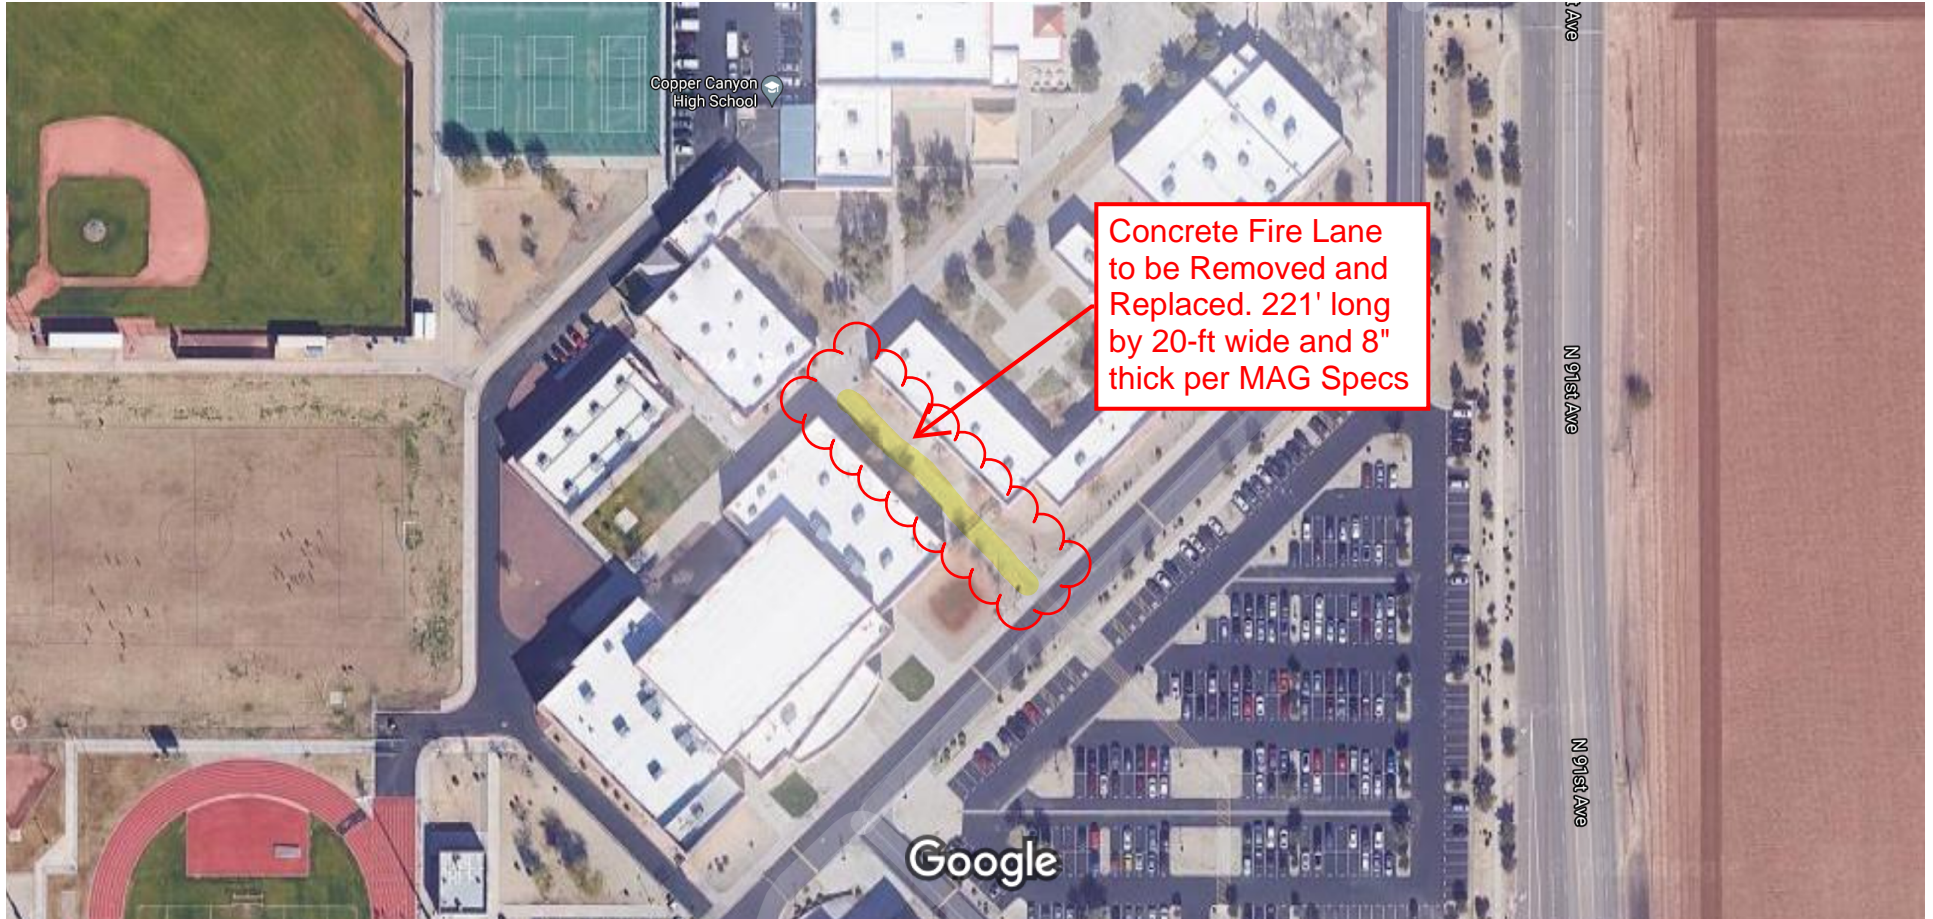 Copper Canyon
High School
Concrete Fire Lane
to be Removed and
Replaced. 221' long
by 20-ft wide and 8"
thick per MAG Specs
Ave
N 91st Ave
N 91st Ave
Google